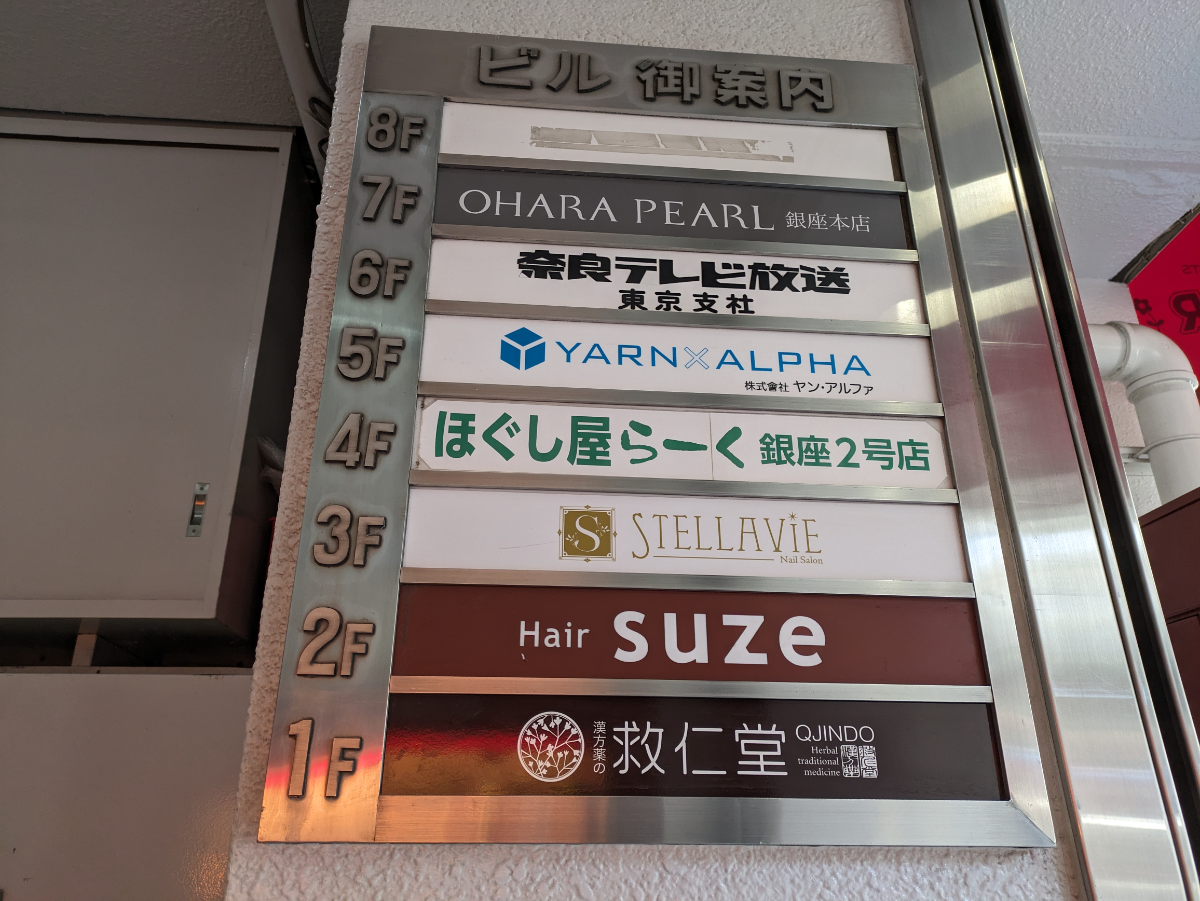 ビル 御案内
8F
7F OHARA PEARL 銀座本店
6F 奈良テレビ放送
東京支社
5F YARN×ALPHA
株式會社 ヤン・アルファ
4F ほぐし屋らーく 銀座2号店
3F S STELLAVIE
Nail Salon
2F Hair suze
1F 漢方薬の 救仁堂 QJINDO
Herbal
traditional
medicine